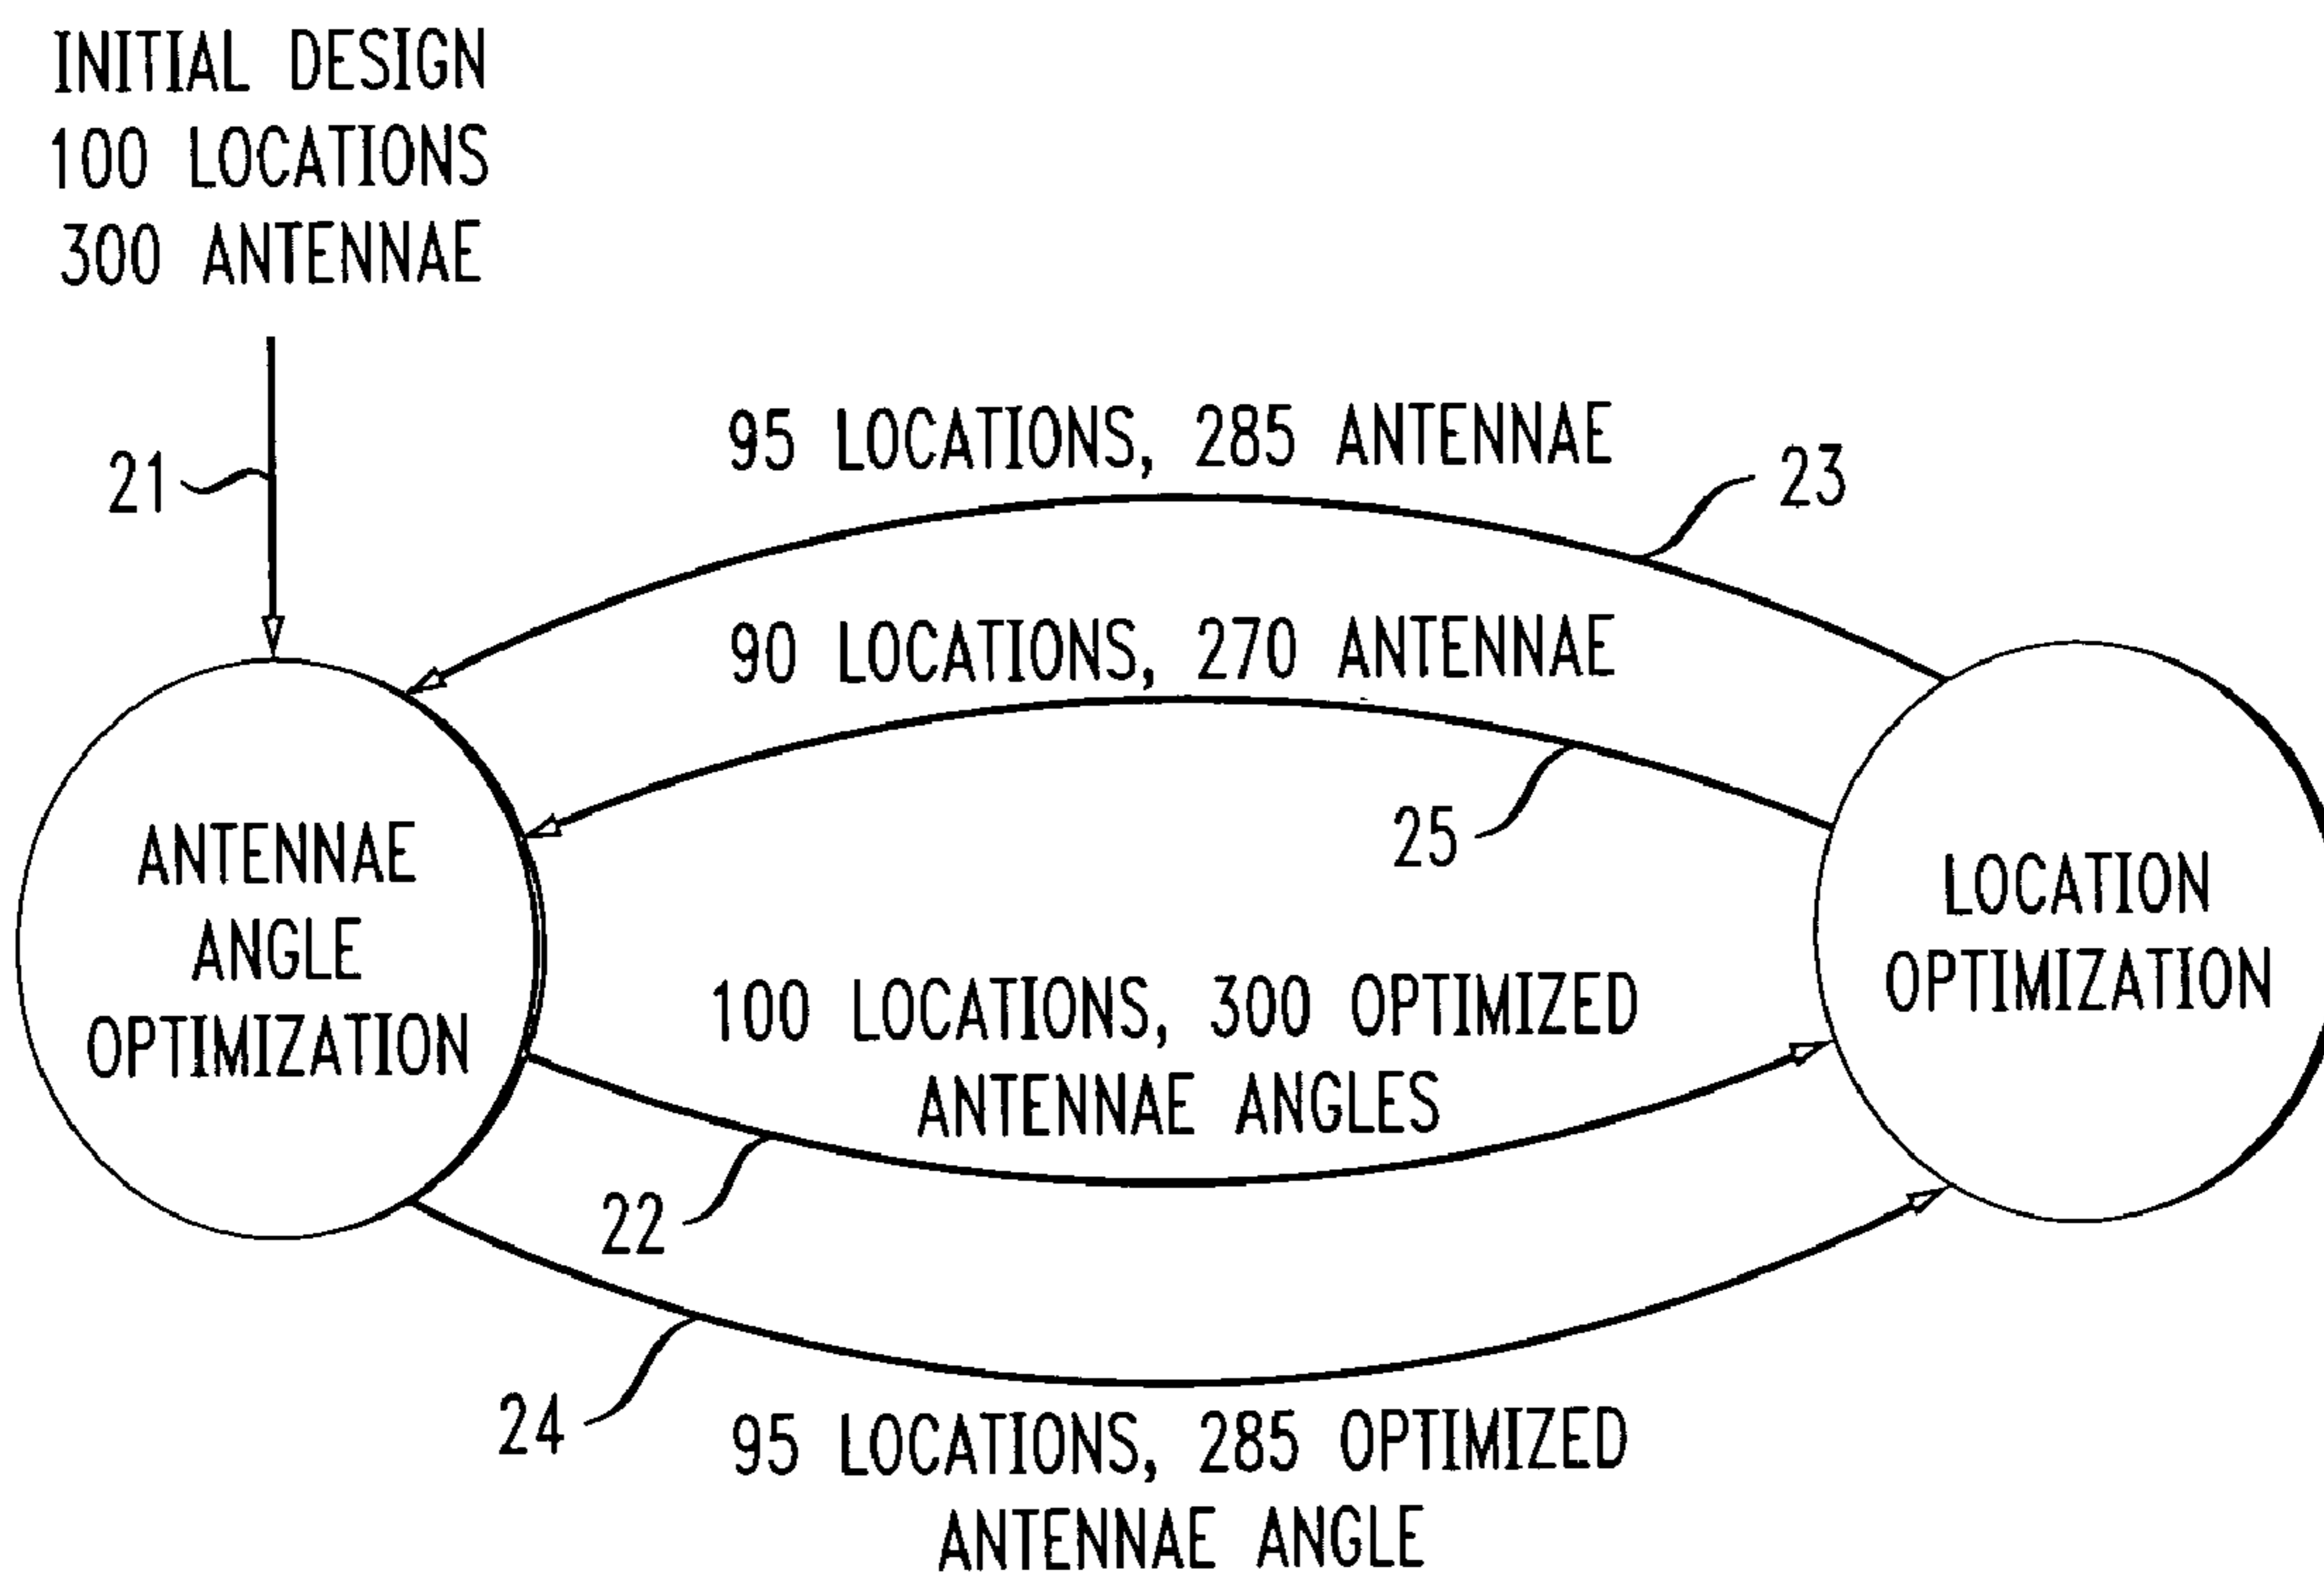 INITIAL DESIGN
100 LOCATIONS
300 ANTENNAE
21
95 LOCATIONS, 285 ANTENNAE
23
90 LOCATIONS, 270 ANTENNAE
25
ANTENNAE
ANGLE
OPTIMIZATION
LOCATION
OPTIMIZATION
100 LOCATIONS, 300 OPTIMIZED
ANTENNAE ANGLES
22
24
95 LOCATIONS, 285 OPTIMIZED
ANTENNAE ANGLE